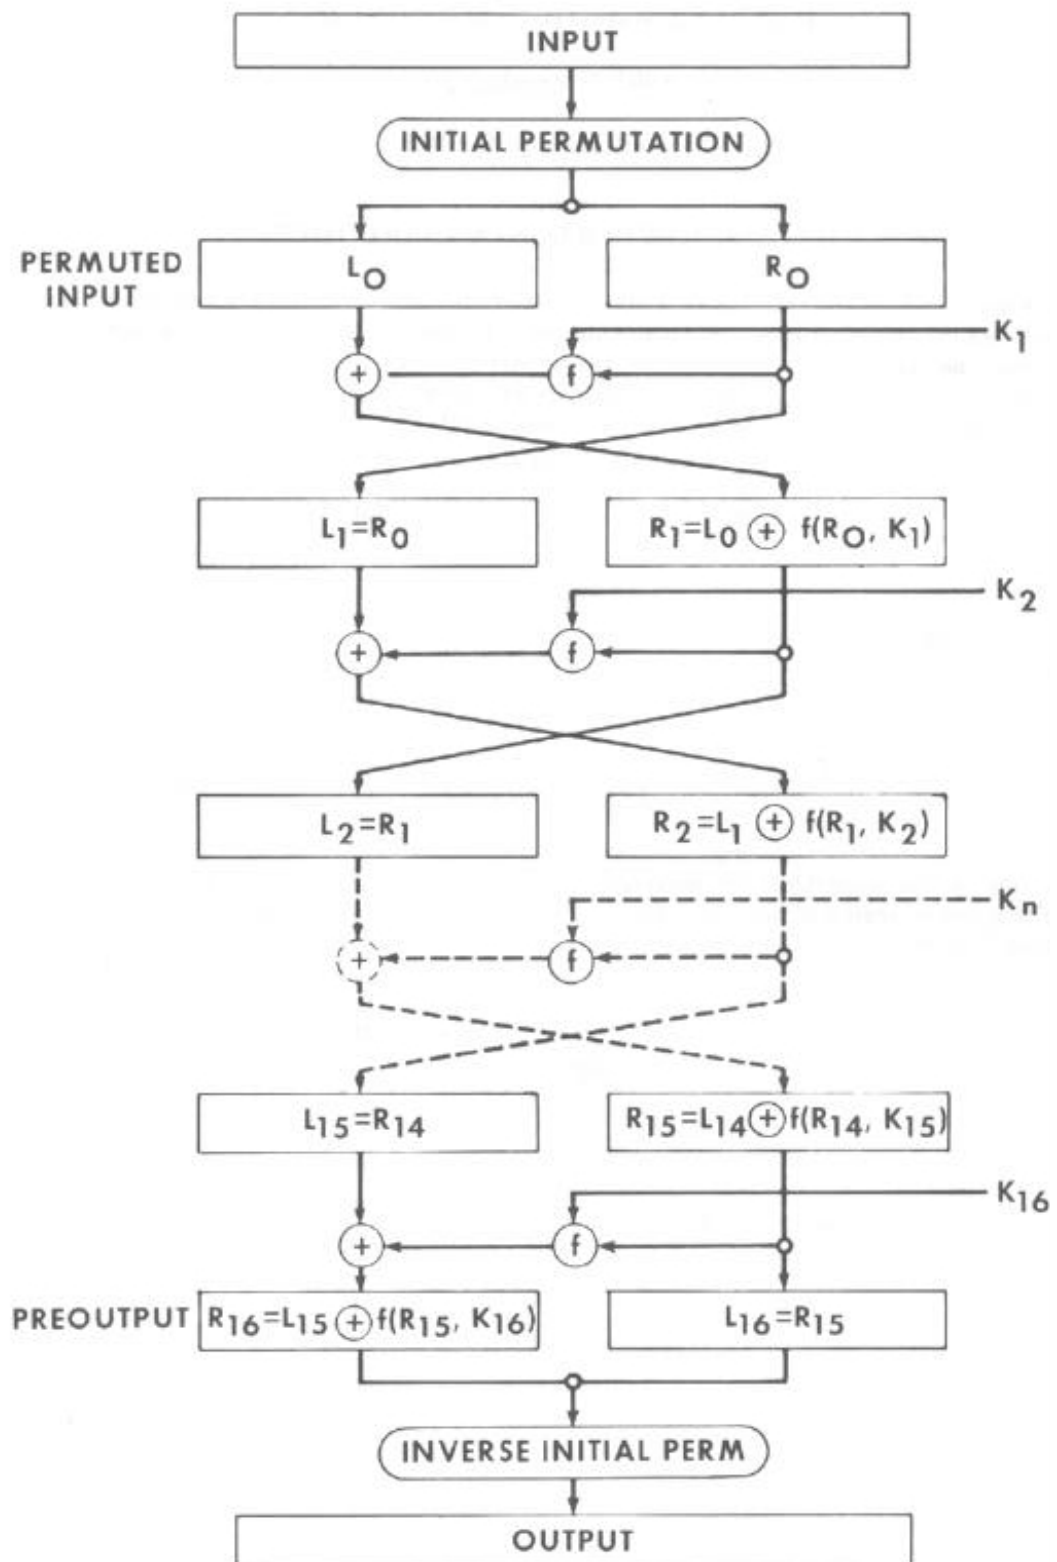 INPUT
INITIAL PERMUTATION
PERMUTED
INPUT
L₀
R₀
K₁
+
f
L₁=R₀
R₁=L₀ ⊕ f(R₀, K₁)
K₂
+
f
L₂=R₁
R₂=L₁ ⊕ f(R₁, K₂)
Kₙ
+
f
L₁₅=R₁₄
R₁₅=L₁₄⊕f(R₁₄, K₁₅)
K₁₆
+
f
PREOUTPUT
R₁₆=L₁₅⊕f(R₁₅, K₁₆)
L₁₆=R₁₅
INVERSE INITIAL PERM
OUTPUT